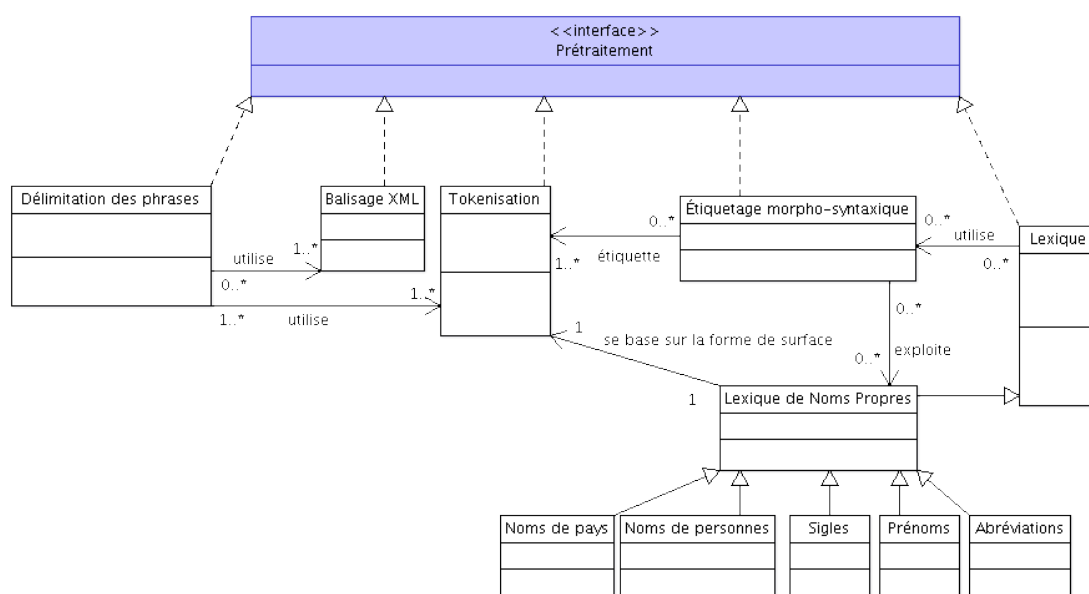 <<interface>>
Prétraitement
Délimitation des phrases
Balisage XML
Tokenisation
Étiquetage morpho-syntaxique
Lexique
0..*
0..*
utilise
0..*
étiquette
1..*
1..*
utilise
0..*
1..*
1..*
utilise
0..*
exploite
0..*
1
se base sur la forme de surface
1
Lexique de Noms Propres
Noms de pays
Noms de personnes
Sigles
Prénoms
Abréviations